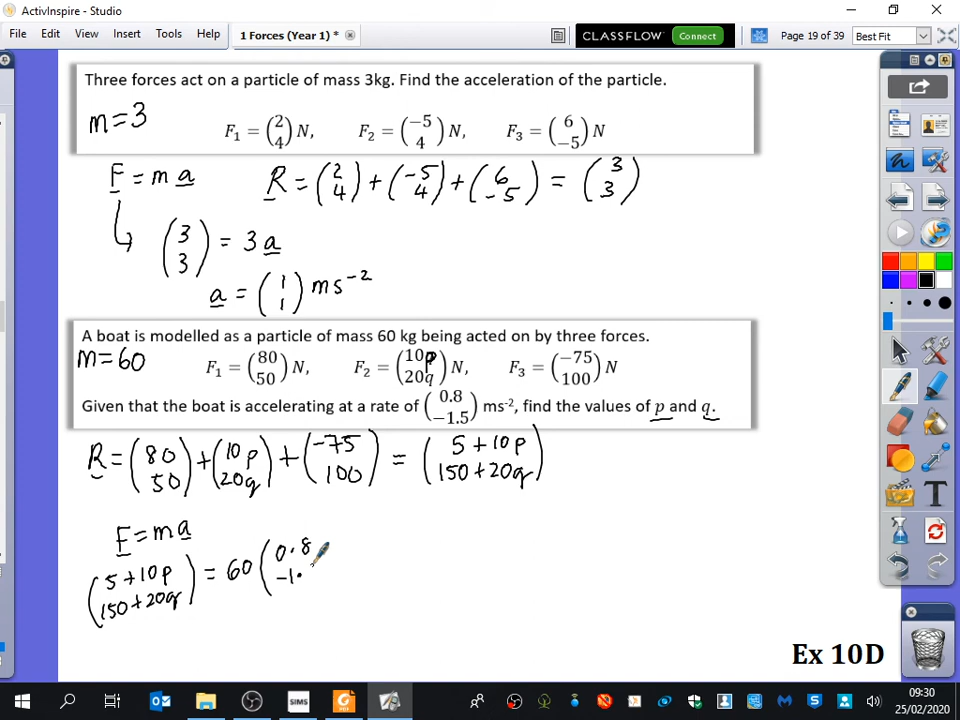 ActivInspire - Studio
File Edit View Insert Tools Help
1 Forces (Year 1) *
CLASSFLOW Connect
Page 19 of 39
Best Fit
Three forces act on a particle of mass 3kg. Find the acceleration of the particle.
m=3
F₁ = (2 4) N, F₂ = (−5 4) N, F₃ = (6 −5) N
F = m a
R = (2 4) + (-5 4) + (6 -5) = (3 3)
(3 3) = 3 a
a = (1 1) ms⁻²
A boat is modelled as a particle of mass 60 kg being acted on by three forces.
m=60
F₁ = (80 50) N, F₂ = (10p 20q) N, F₃ = (−75 100) N
Given that the boat is accelerating at a rate of (0.8 −1.5) ms⁻², find the values of p and q.
R = (80 50) + (10p 20q) + (-75 100) = (5+10p 150+20q)
F = m a
(5+10p 150+20q) = 60 (0.8 -1.
Ex 10D
SIMS
09:30
25/02/2020